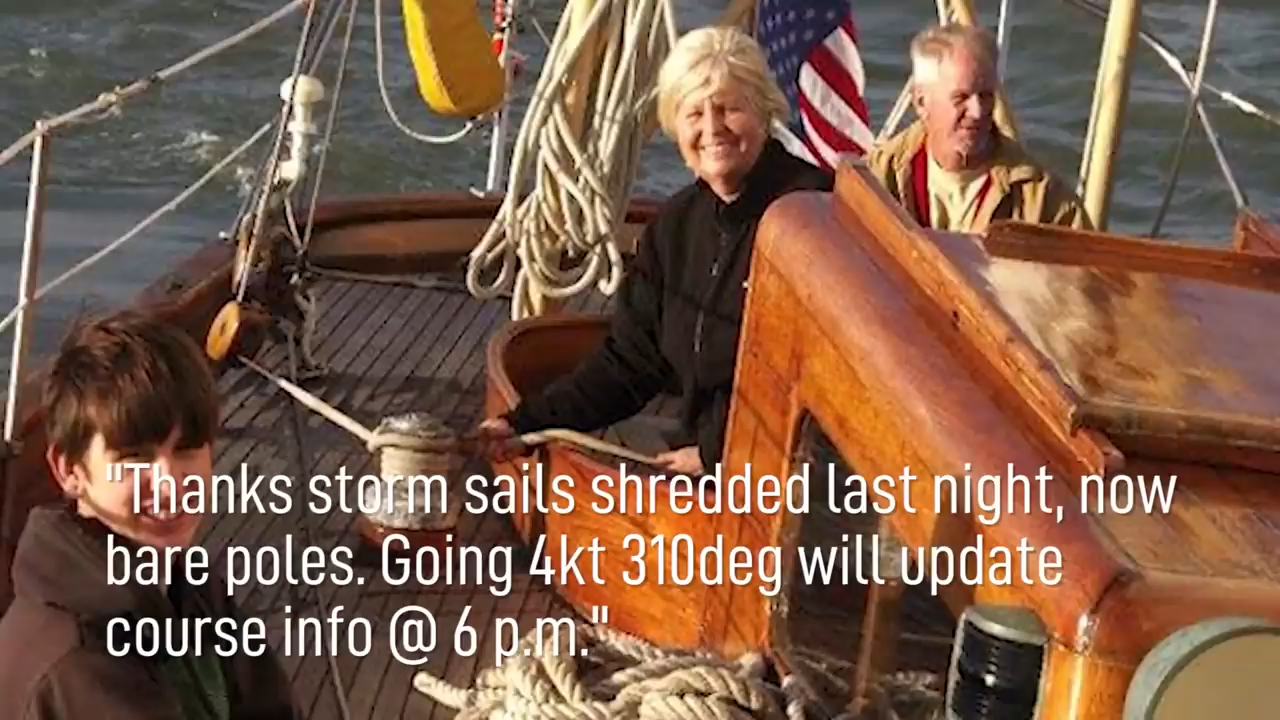 "Thanks storm sails shredded last night, now
bare poles. Going 4kt 310deg will update
course info @ 6 p.m."